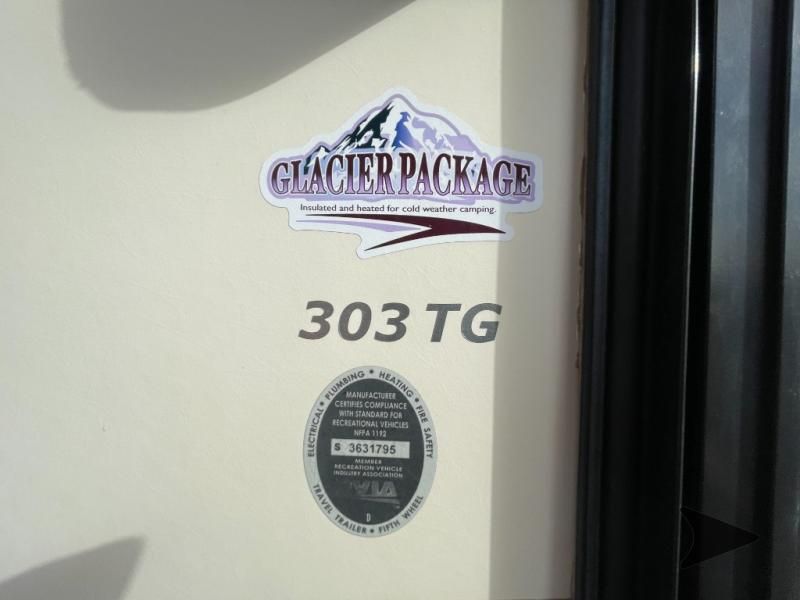 GLACIER PACKAGE
Insulated and heated for cold weather camping.
303 TG
ELECTRICAL * PLUMBING * HEATING * FIRE SAFETY
MANUFACTURER
CERTIFIES COMPLIANCE
WITH STANDARD FOR
RECREATIONAL VEHICLES
NFPA 1192
S 3631795
MEMBER
RECREATION VEHICLE
INDUSTRY ASSOCIATION
RVIA
D
TRAVEL TRAILER * FIFTH WHEEL